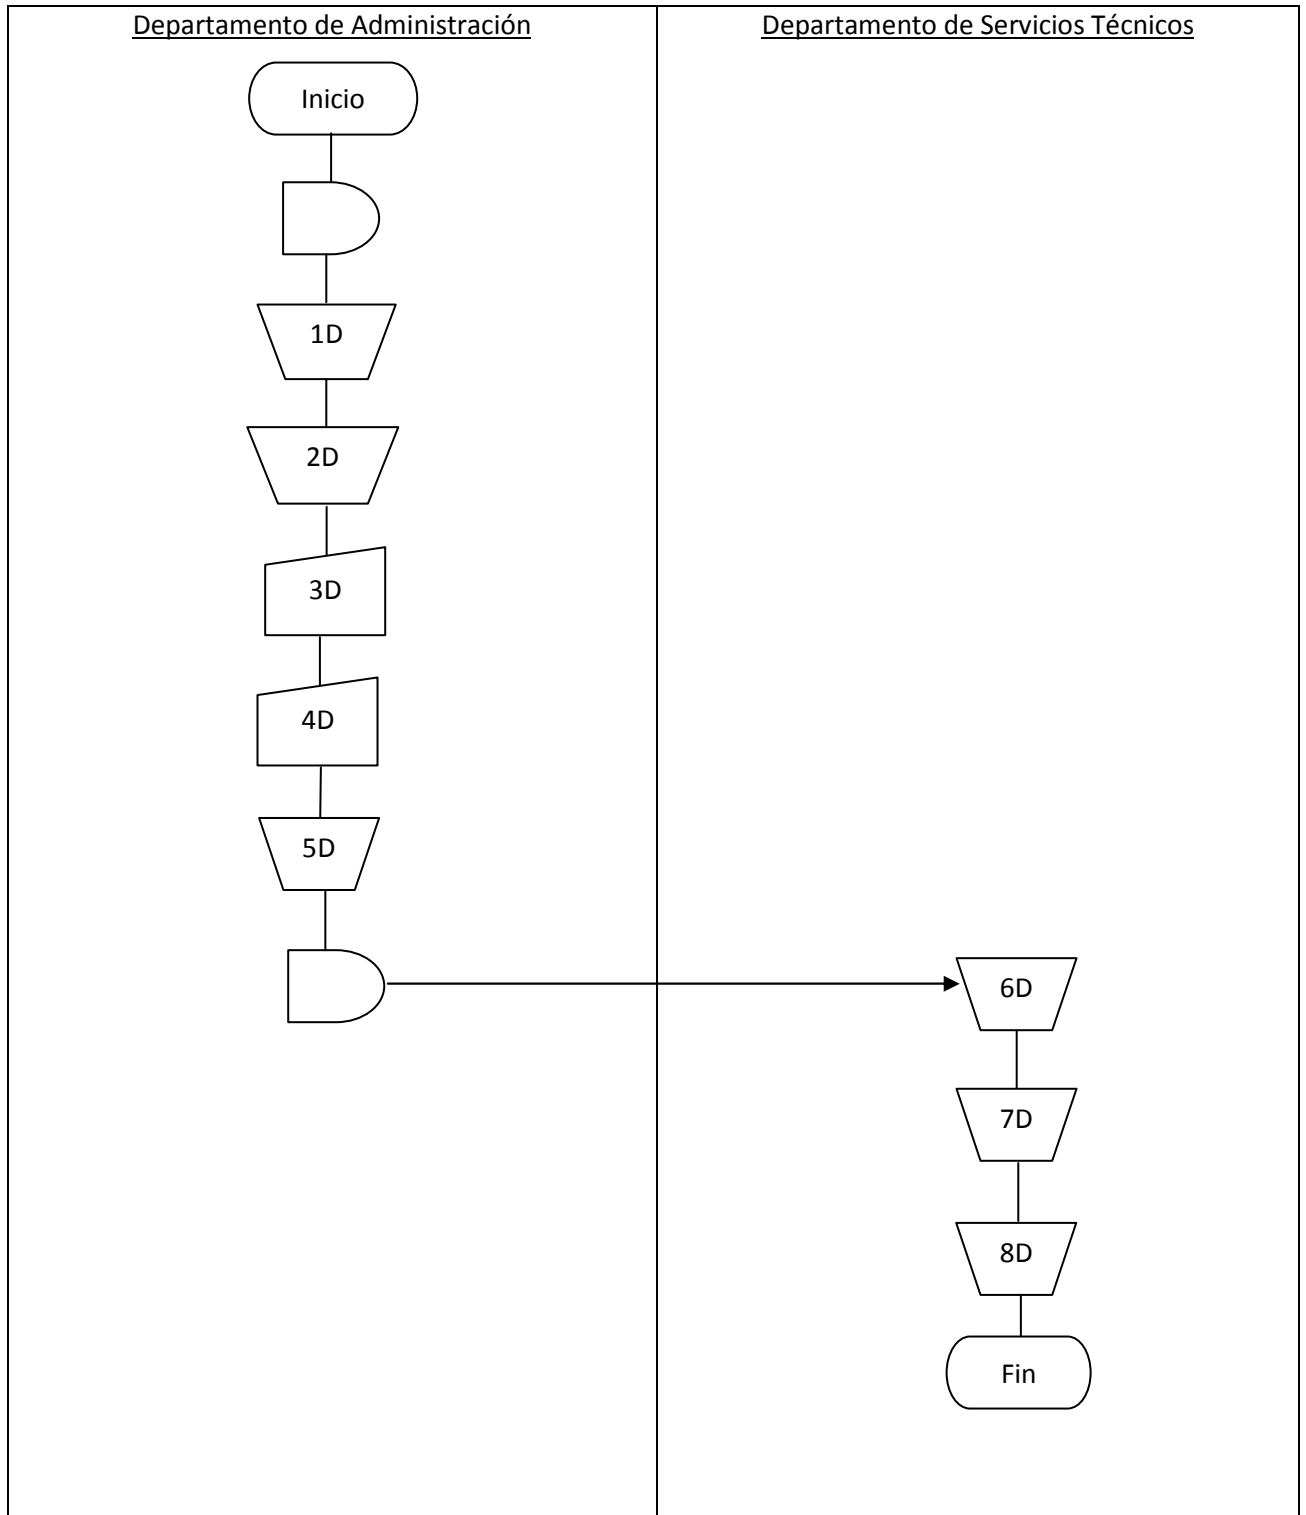 Departamento de Administración
Departamento de Servicios Técnicos
Inicio
1D
2D
3D
4D
5D
6D
7D
8D
Fin